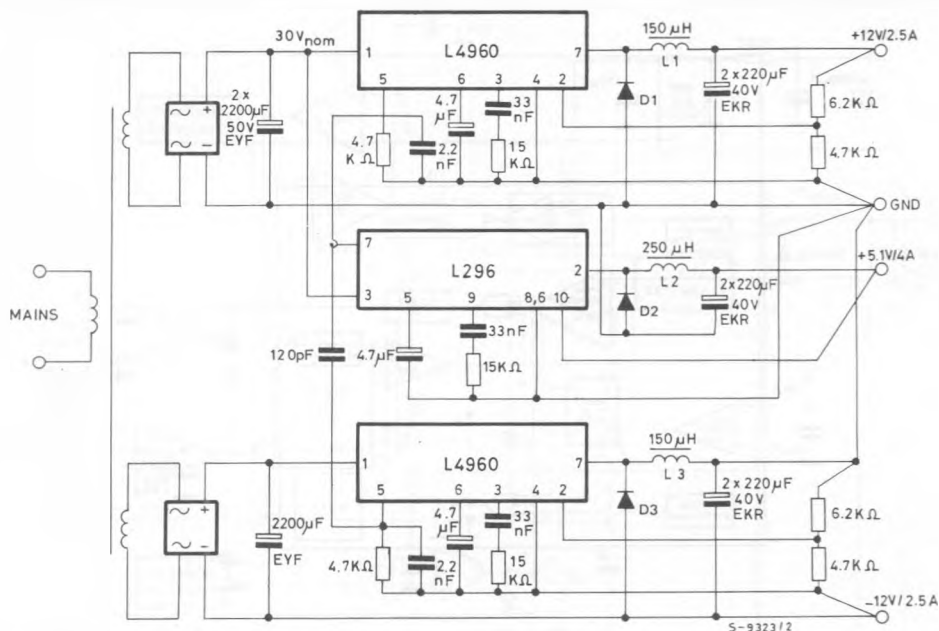 30Vnom
L4960
1
7
5
6
3
4
2
150 µH
L1
+12V/2.5A
2 x
2200µF
50V
EYF
4.7
KΩ
2.2
nF
4.7
µF
33
nF
15
KΩ
D1
2x220µF
40V
EKR
6.2KΩ
4.7KΩ
GND
+5.1V/4A
7
3
L296
5
9
8,6
10
2
250 µH
L2
D2
2x220µF
40V
EKR
MAINS
120pF
4.7µF
33nF
15KΩ
L4960
1
7
5
6
3
4
2
150µH
L3
2200µF
EYF
4.7KΩ
2.2
nF
4.7
µF
33
nF
15
KΩ
D3
2x220µF
40V
EKR
6.2KΩ
4.7KΩ
-12V/2.5A
S-9323/2